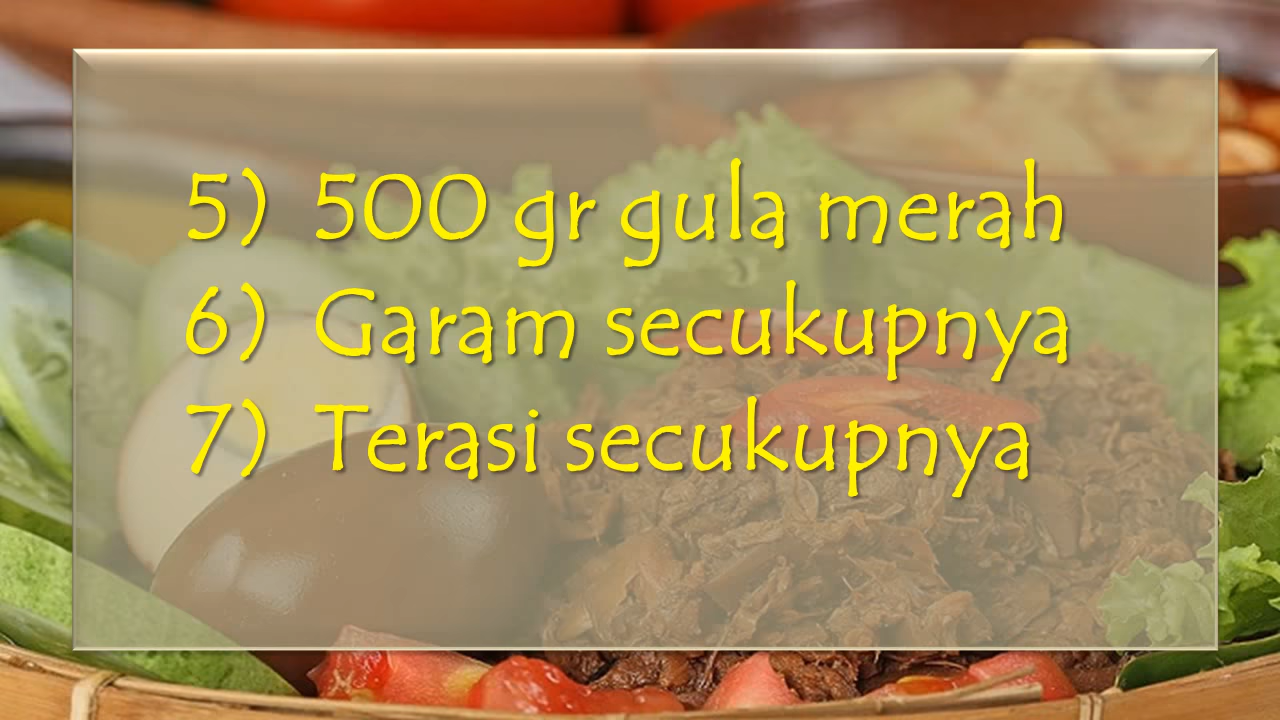 5) 500 gr gula merah
6) Garam secukupnya
7) Terasi secukupnya